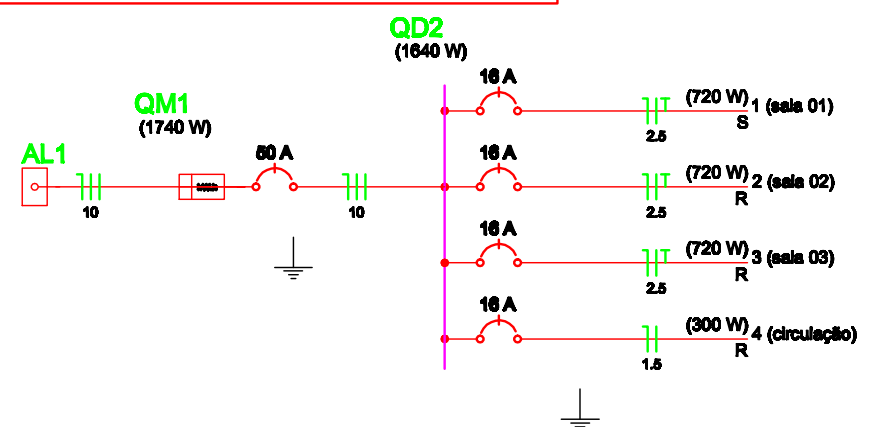 QD2
(1640 W)
QM1
(1740 W)
AL1
10
50 A
10
16 A
(720 W) 1 (sala 01)
S
2.5
16 A
(720 W) 2 (sala 02)
R
2.5
16 A
(720 W) 3 (sala 03)
R
2.5
16 A
(300 W) 4 (circulação)
R
1.5